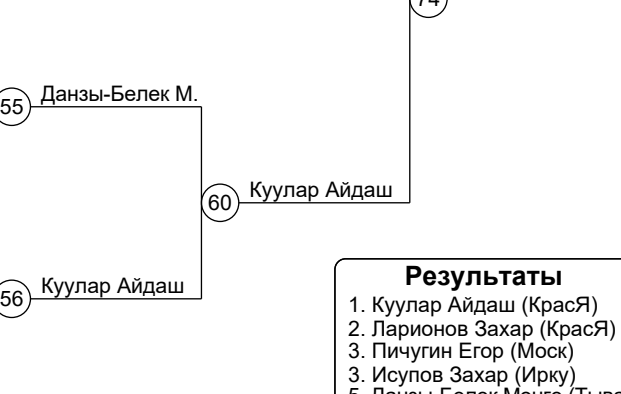 74
55 Данзы-Белек М.
60 Куулар Айдаш
56 Куулар Айдаш
Результаты
1. Куулар Айдаш (КрасЯ)
2. Ларионов Захар (КрасЯ)
3. Пичугин Егор (Моск)
3. Исупов Захар (Ирку)